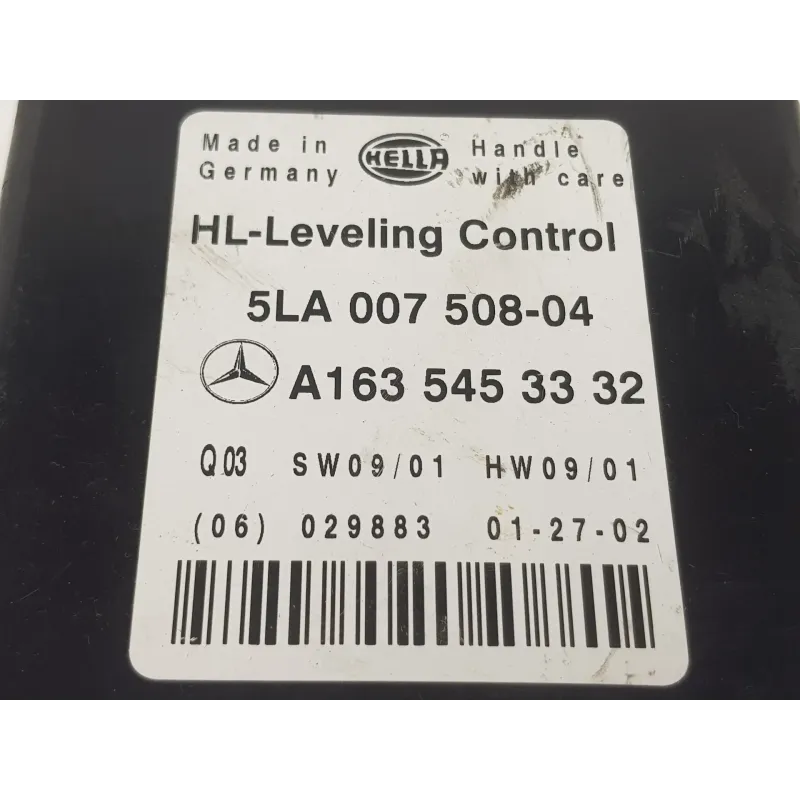 Made in Germany
HELLA
Handle with care
HL-Leveling Control
5LA 007 508-04
A163 545 33 32
Q03 SW09/01 HW09/01
(06) 029883 01-27-02